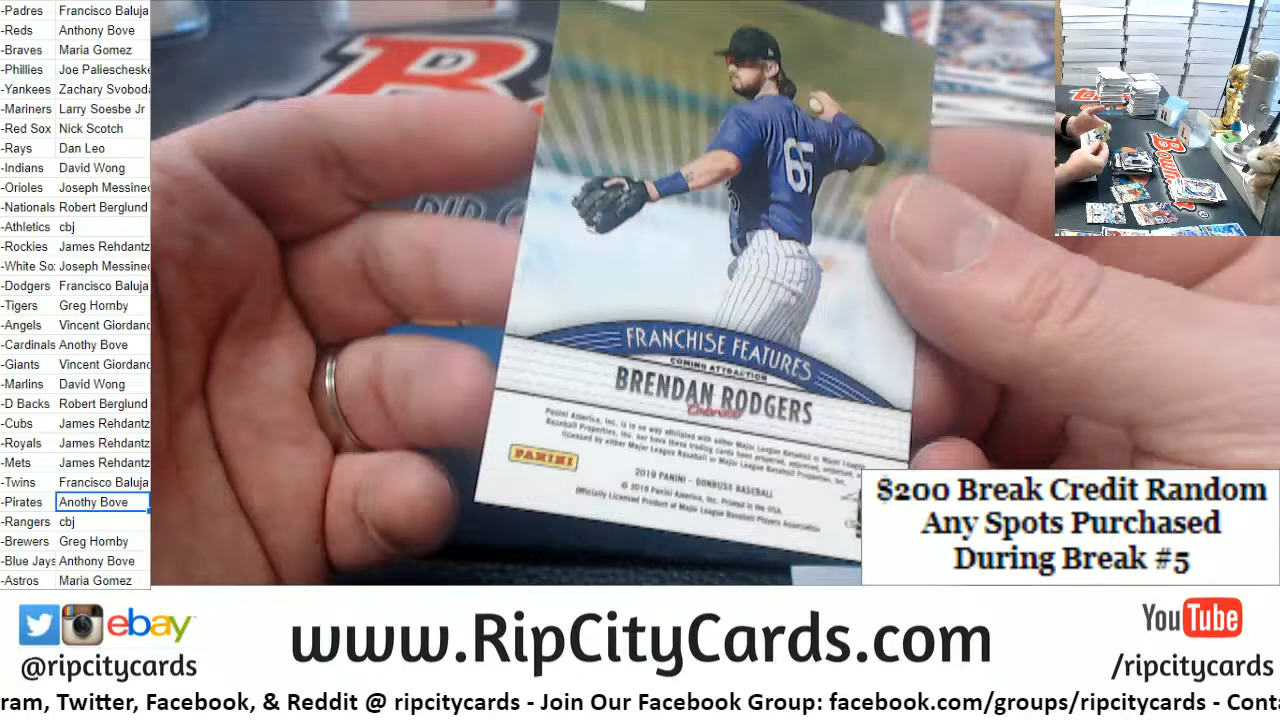 -Padres Francisco Baluja
-Reds Anthony Bove
-Braves Maria Gomez
-Phillies Joe Paliescheske
-Yankees Zachary Svoboda
-Mariners Larry Soesbe Jr
-Red Sox Nick Scotch
-Rays Dan Leo
-Indians David Wong
-Orioles Joseph Messineo
-Nationals Robert Berglund
-Athletics cbj
-Rockies James Rehdantz
-White Sox Joseph Messineo
-Dodgers Francisco Baluja
-Tigers Greg Hornby
-Angels Vincent Giordano
-Cardinals Anothy Bove
-Giants Vincent Giordano
-Marlins David Wong
-D Backs Robert Berglund
-Cubs James Rehdantz
-Royals James Rehdantz
-Mets James Rehdantz
-Twins Francisco Baluja
-Pirates Anothy Bove
-Rangers cbj
-Brewers Greg Hornby
-Blue Jays Anthony Bove
-Astros Maria Gomez
65
FRANCHISE FEATURES
COMING ATTRACTION
BRENDAN RODGERS
Colorado
Panini America, Inc. is in no way affiliated with either Major League Baseball or
Baseball Properties, Inc. nor have these trading cards been prepared, approved, endorsed, or
licensed by either Major League Baseball or Major League Baseball Properties, Inc.
PANINI
2019 PANINI - DONRUSS BASEBALL
© 2019 Panini America, Inc. Printed in the USA.
Officially Licensed Product of Major League Baseball Players Association
$200 Break Credit Random
Any Spots Purchased
During Break #5
ebay
@ripcitycards
www.RipCityCards.com
YouTube
/ripcitycards
ram, Twitter, Facebook, & Reddit @ ripcitycards - Join Our Facebook Group: facebook.com/groups/ripcitycards - Conta